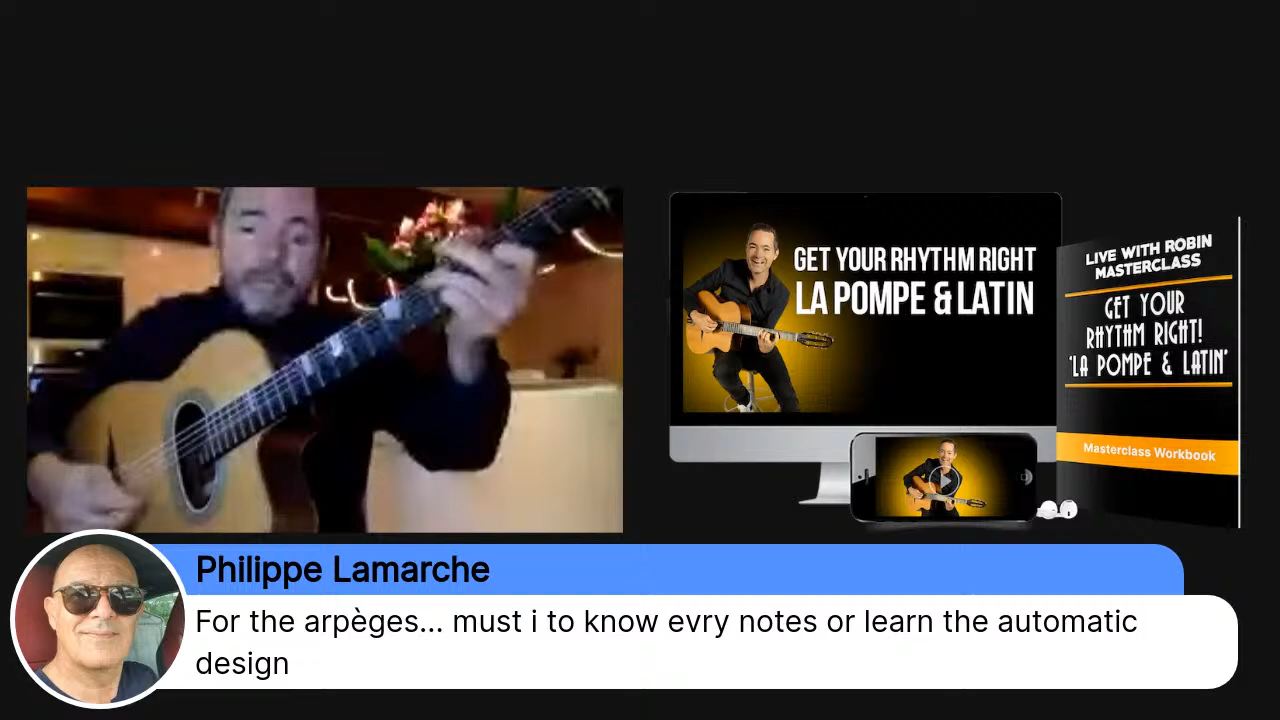 GET YOUR RHYTHM RIGHT
LA POMPE & LATIN
LIVE WITH ROBIN
MASTERCLASS
GET YOUR
RHYTHM RIGHT!
'LA POMPE & LATIN'
Masterclass Workbook
Philippe Lamarche
For the arpèges... must i to know evry notes or learn the automatic
design